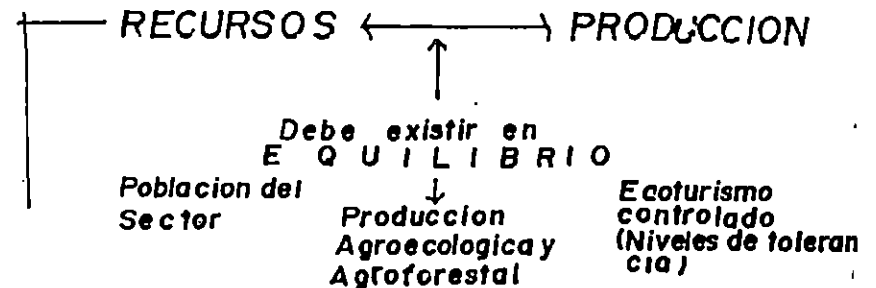 RECURSOS PRODUCCION
Debe existir en
E Q U I L I B R I O
Poblacion del
Sector
Produccion
Agroecologica y
Agroforestal
Ecoturismo
controlado
(Niveles de toleran
cia)